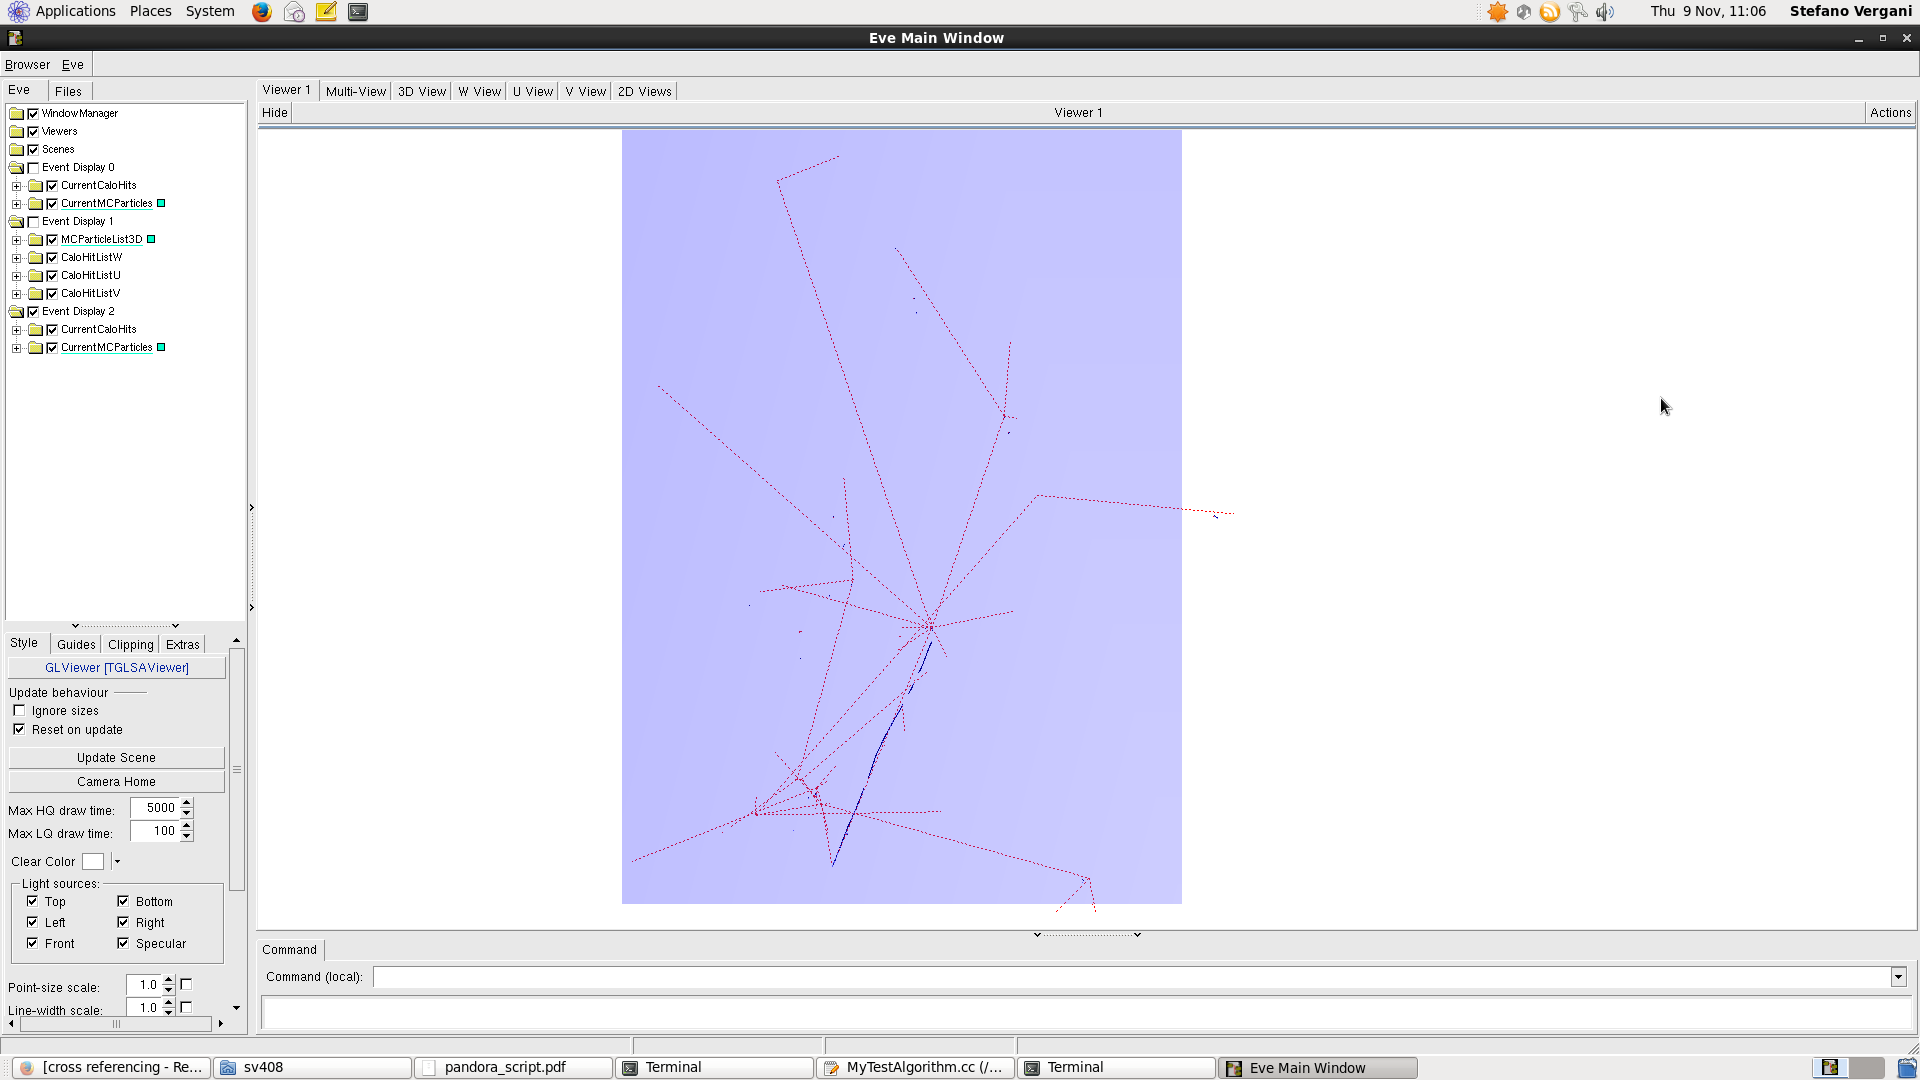 Applications Places System Thu 9 Nov, 11:06 Stefano Vergani
Eve Main Window
Browser Eve
Eve Files
WindowManager
Viewers
Scenes
Event Display 0
CurrentCaloHits
CurrentMCParticles
Event Display 1
MCParticleList3D
CaloHitListW
CaloHitListU
CaloHitListV
Event Display 2
CurrentCaloHits
CurrentMCParticles
Style Guides Clipping Extras
GLViewer [TGLSAViewer]
Update behaviour
Ignore sizes
Reset on update
Update Scene
Camera Home
Max HQ draw time: 5000
Max LQ draw time: 100
Clear Color
Light sources:
Top Bottom
Left Right
Front Specular
Point-size scale: 1.0
Line-width scale: 1.0
Viewer 1 Multi-View 3D View W View U View V View 2D Views
Hide Viewer 1 Actions
Command
Command (local):
[cross referencing - Re... sv408 pandora_script.pdf Terminal MyTestAlgorithm.cc (/... Terminal Eve Main Window